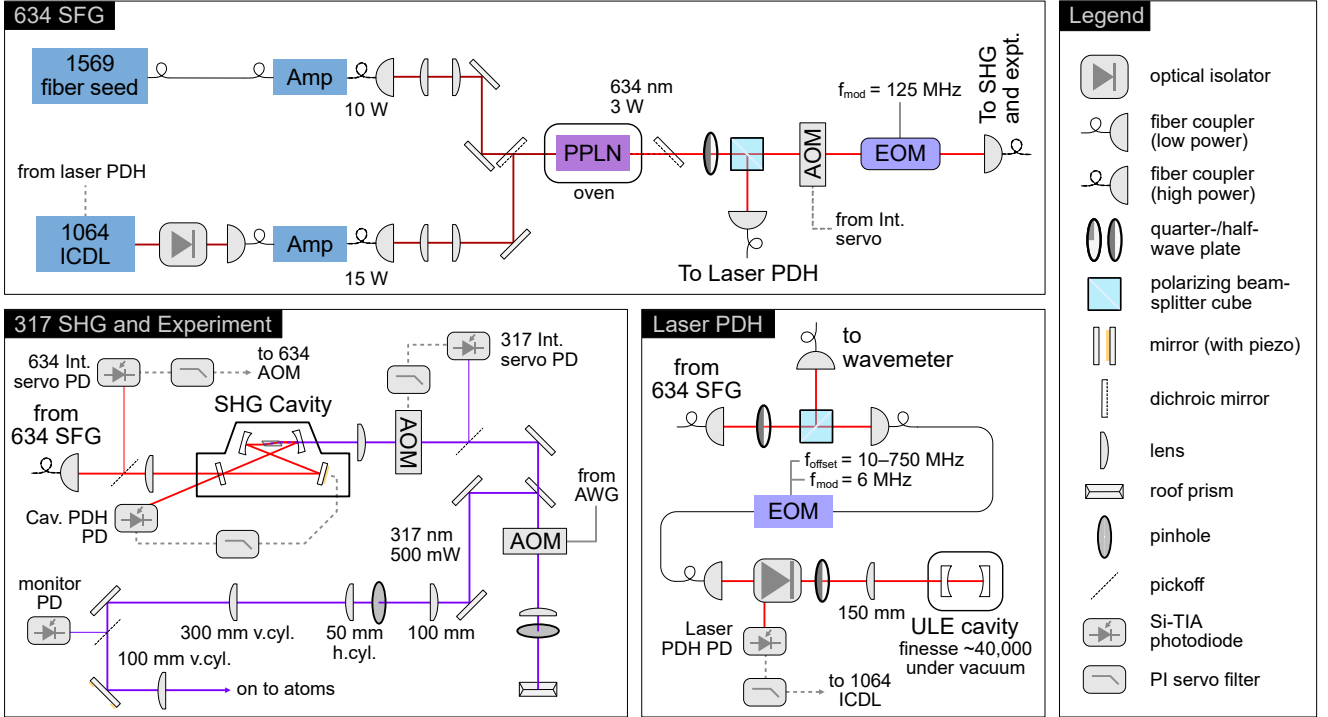 634 SFG
1569
fiber seed
Amp
10 W
from laser PDH
1064
ICDL
Amp
15 W
PPLN
oven
634 nm
3 W
To Laser PDH
AOM
from Int.
servo
fmod = 125 MHz
EOM
To SHG
and expt.
317 SHG and Experiment
634 Int.
servo PD
to 634
AOM
317 Int.
servo PD
from
634 SFG
SHG Cavity
AOM
Cav. PDH
PD
from
AWG
AOM
317 nm
500 mW
monitor
PD
300 mm v.cyl.
50 mm
h.cyl.
100 mm
100 mm v.cyl.
on to atoms
Laser PDH
to
wavemeter
from
634 SFG
foffset = 10–750 MHz
fmod = 6 MHz
EOM
150 mm
Laser
PDH PD
ULE cavity
finesse ~40,000
under vacuum
to 1064
ICDL
Legend
optical isolator
fiber coupler
(low power)
fiber coupler
(high power)
quarter-/half-
wave plate
polarizing beam-
splitter cube
mirror (with piezo)
dichroic mirror
lens
roof prism
pinhole
pickoff
Si-TIA
photodiode
PI servo filter